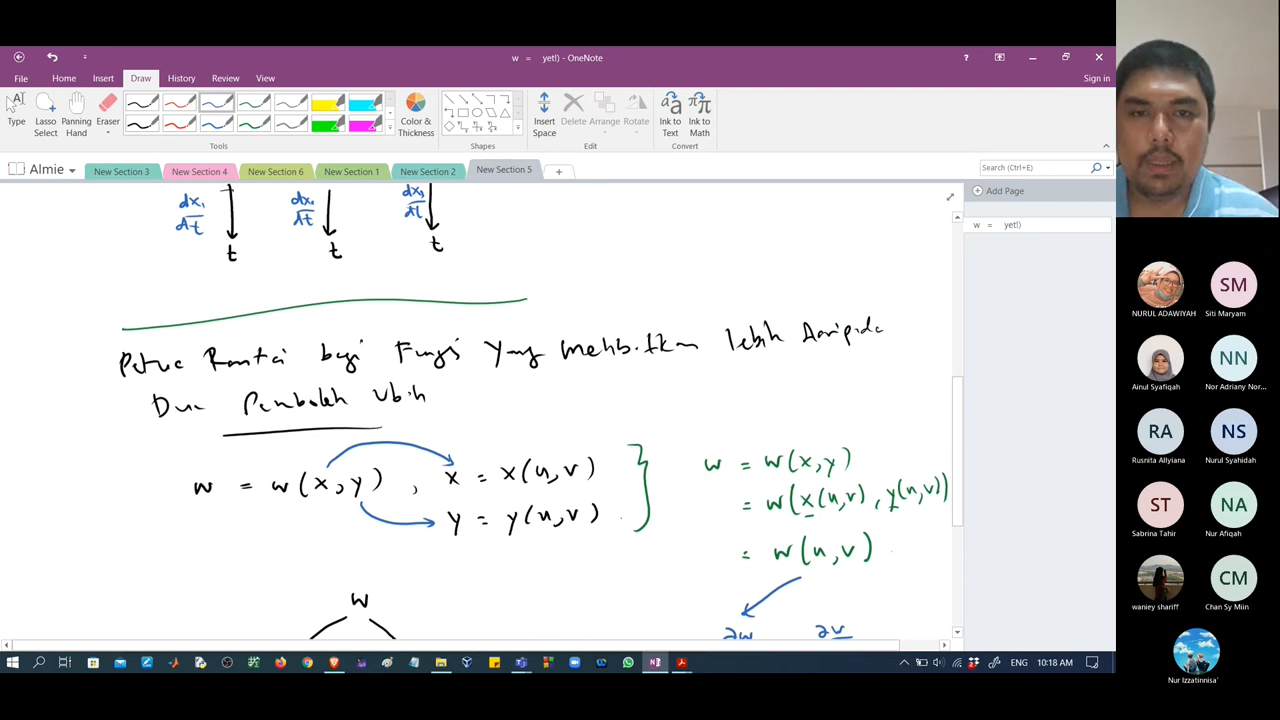 w = yet!) - OneNote
?
File Home Insert Draw History Review View Sign in
Type Lasso Select Panning Hand Eraser Color & Thickness Insert Space Delete Arrange Rotate Ink to Text Ink to Math
Tools Shapes Edit Convert
Almie New Section 3 New Section 4 New Section 6 New Section 1 New Section 2 New Section 5 Search (Ctrl+E)
Add Page
w = yet!)
dx₁/dt dx₂/dt dx₃/dt
t t t
Petua Rantai bagi Fungsi Yang melibatkan lebih daripada
Dua Pemboleh Ubah
w = w(x,y) , x = x(u,v)
y = y(u,v)
w = w(x,y)
= w(x(u,v), y(u,v))
= w(u,v)
w
∂w ∂v
NURUL ADAWIYAH
SM
Siti Maryam
Ainul Syafiqah
NN
Nor Adriany Nor...
RA
Rusnita Allyiana
NS
Nurul Syahidah
ST
Sabrina Tahir
NA
Nur Afiqah
waniey shariff
CM
Chan Sy Miin
Nur Izzatinnisa'
ENG 10:18 AM